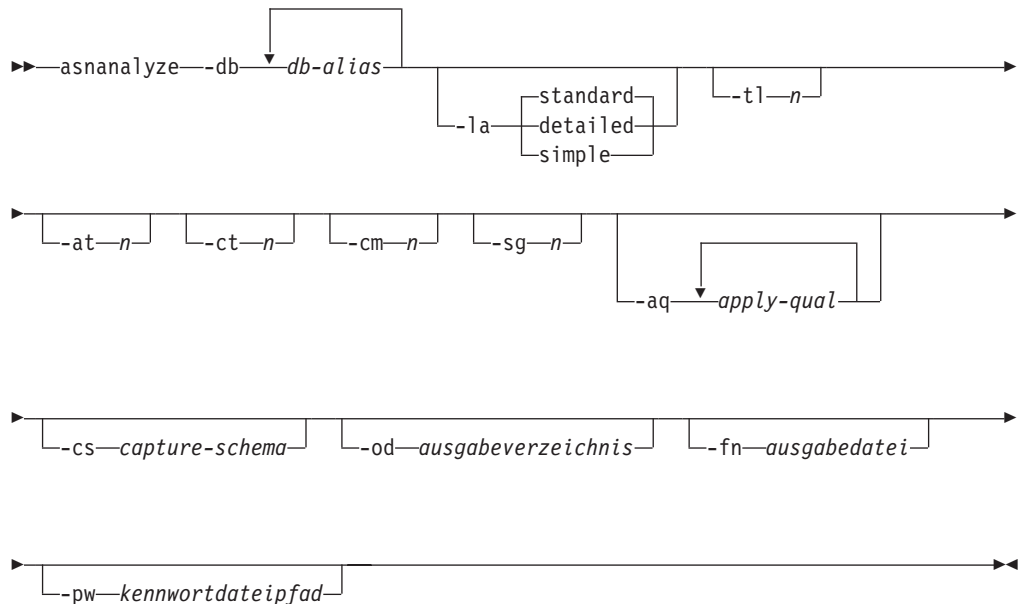 asnanalyze -db db-alias
-la standard -tl n
detailed
simple
-at n -ct n -cm n -sg n
-aq apply-qual
-cs capture-schema -od ausgabeverzeichnis -fn ausgabedatei
-pw kennwortdateipfad